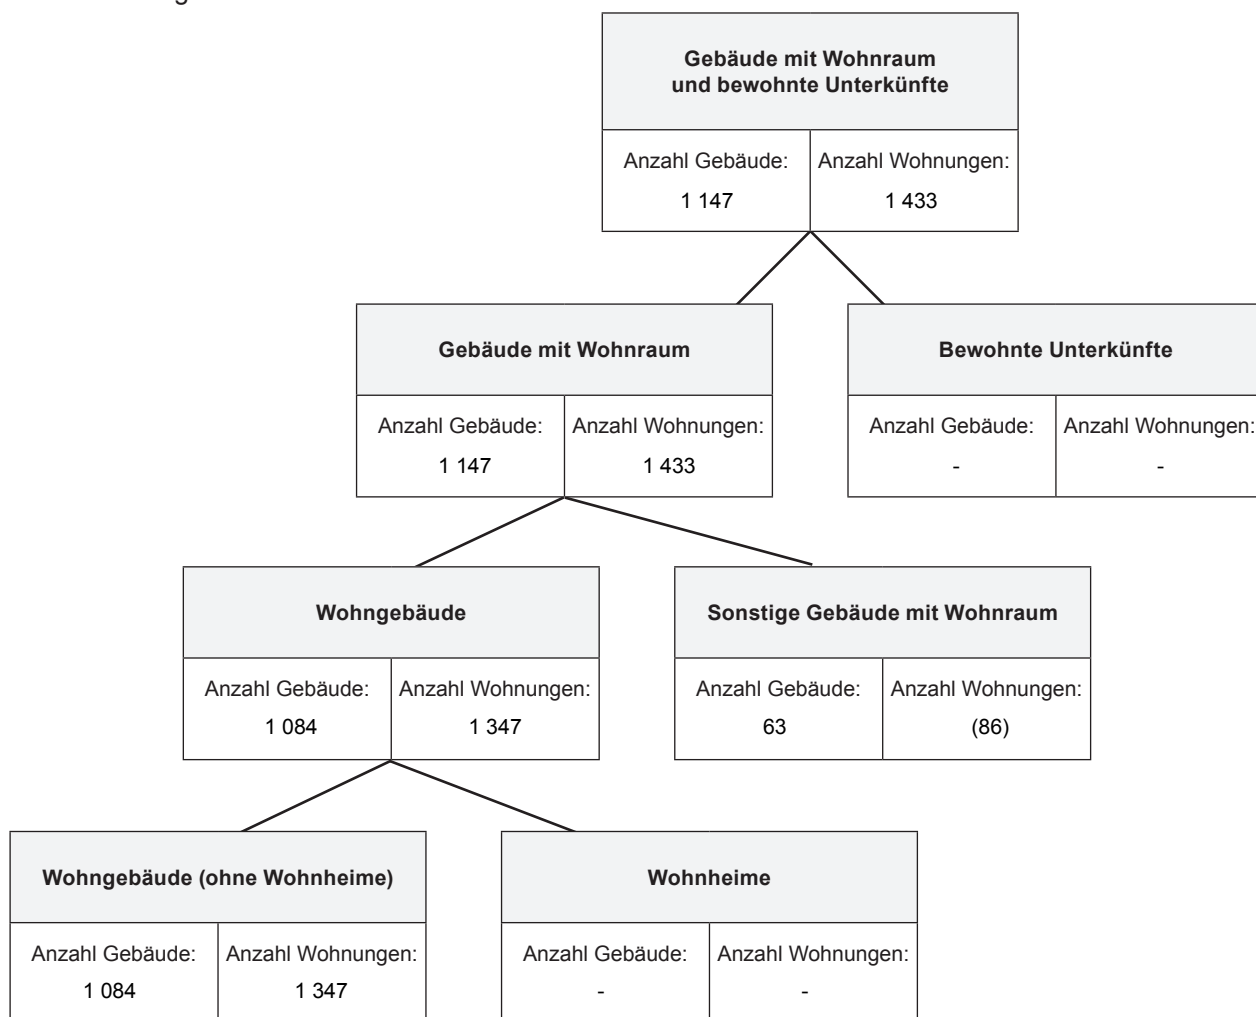 Gebäude mit Wohnraum
und bewohnte Unterkünfte
Anzahl Gebäude: Anzahl Wohnungen:
1 147 1 433
Gebäude mit Wohnraum Bewohnte Unterkünfte
Anzahl Gebäude: Anzahl Wohnungen: Anzahl Gebäude: Anzahl Wohnungen:
1 147 1 433 - -
Wohngebäude Sonstige Gebäude mit Wohnraum
Anzahl Gebäude: Anzahl Wohnungen: Anzahl Gebäude: Anzahl Wohnungen:
1 084 1 347 63 (86)
Wohngebäude (ohne Wohnheime) Wohnheime
Anzahl Gebäude: Anzahl Wohnungen: Anzahl Gebäude: Anzahl Wohnungen:
1 084 1 347 - -